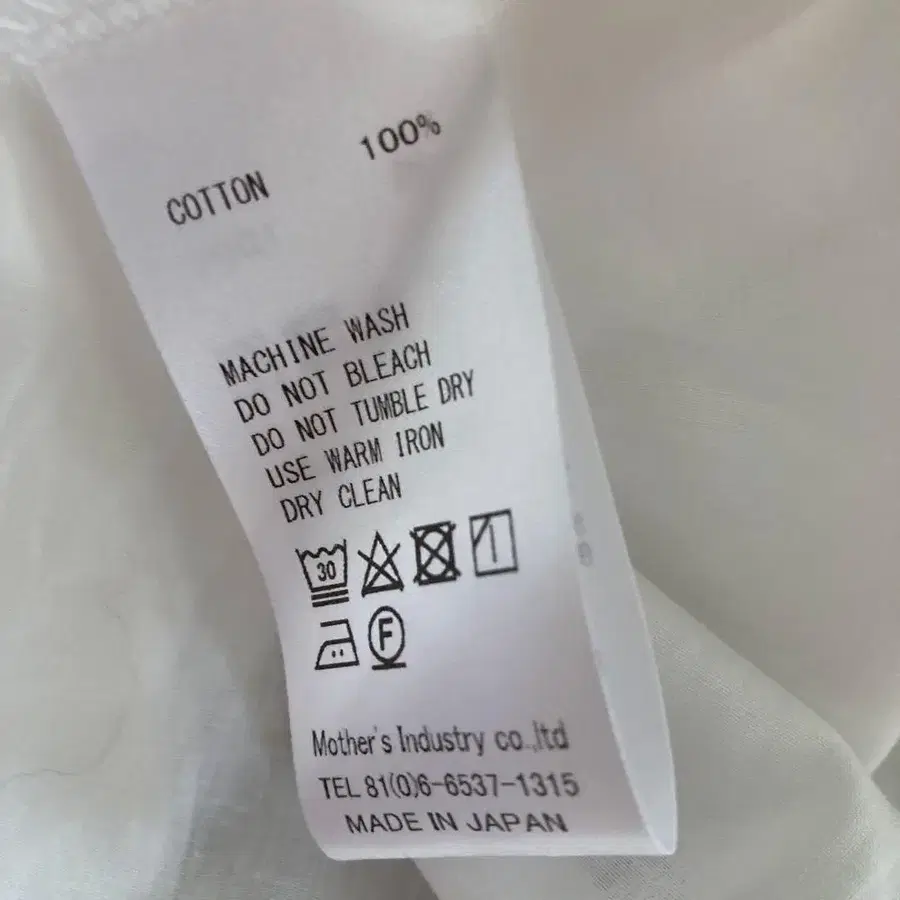 COTTON 100%
MACHINE WASH
DO NOT BLEACH
DO NOT TUMBLE DRY
USE WARM IRON
DRY CLEAN
30
F
Mother's Industry co.,ltd
TEL 81(0)6-6537-1315
MADE IN JAPAN